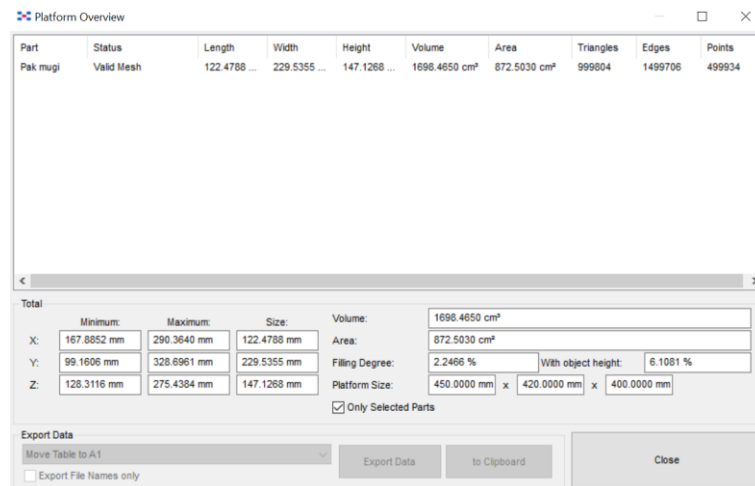 Platform Overview
Part Status Length Width Height Volume Area Triangles Edges Points
Pak mugi Valid Mesh 122.4788 ... 229.5355 ... 147.1268 ... 1698.4650 cm³ 872.5030 cm² 999804 1499706 499934
Total
Minimum: Maximum: Size: Volume: 1698.4650 cm³
X: 167.8852 mm 290.3640 mm 122.4788 mm Area: 872.5030 cm²
Y: 99.1606 mm 328.6961 mm 229.5355 mm Filling Degree: 2.2466 % With object height: 6.1081 %
Z: 128.3116 mm 275.4384 mm 147.1268 mm Platform Size: 450.0000 mm x 420.0000 mm x 400.0000 mm
Only Selected Parts
Export Data
Move Table to A1 Export Data to Clipboard Close
Export File Names only